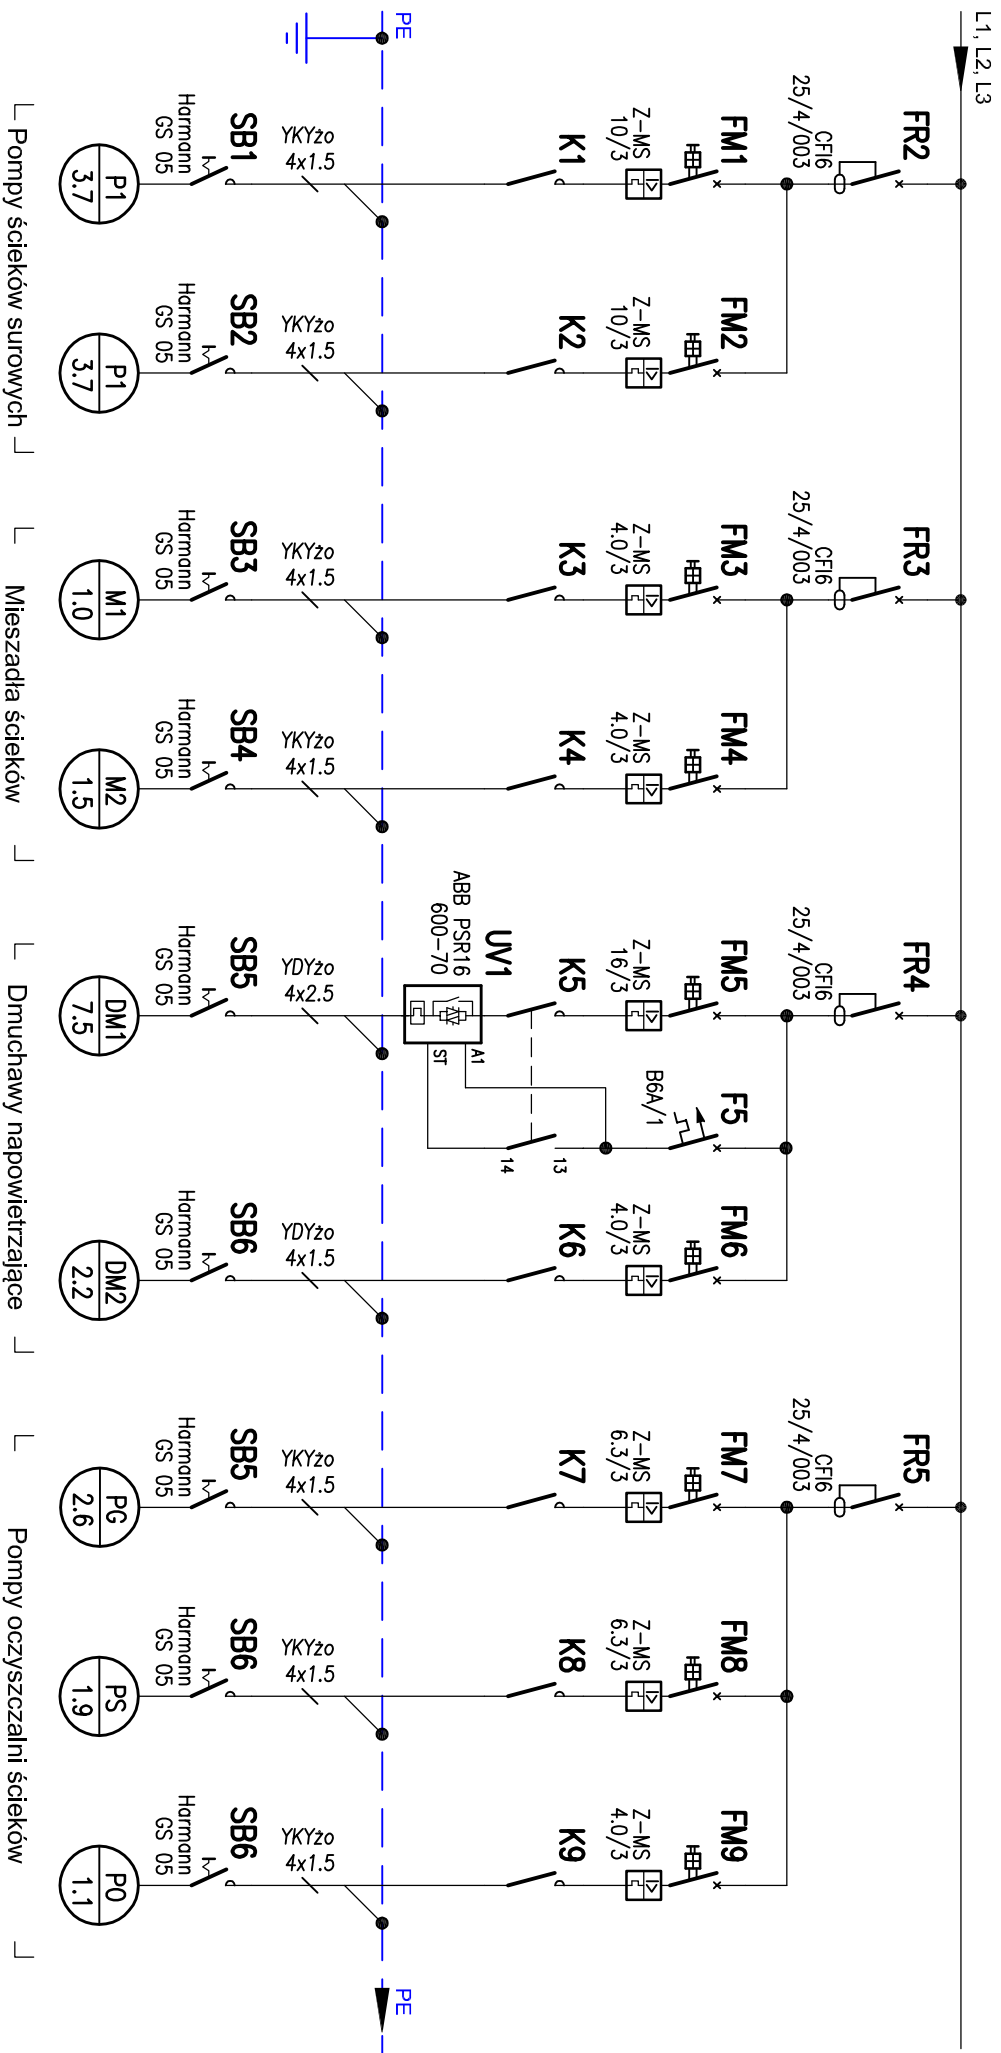 L1, L2, L3
FR2
CFI6
25/4/003
FR3
CFI6
25/4/003
FR4
CFI6
25/4/003
FR5
CFI6
25/4/003
FM1
Z-MS
10/3
FM2
Z-MS
10/3
FM3
Z-MS
4.0/3
FM4
Z-MS
4.0/3
FM5
Z-MS
16/3
F5
B6A/1
FM6
Z-MS
4.0/3
FM7
Z-MS
6.3/3
FM8
Z-MS
6.3/3
FM9
Z-MS
4.0/3
K1
K2
K3
K4
K5
13
14
K6
K7
K8
K9
UV1
ABB PSR16
600-70
A1
ST
PE
PE
YKYżo
4x1.5
YKYżo
4x1.5
YKYżo
4x1.5
YKYżo
4x1.5
YDYżo
4x2.5
YDYżo
4x1.5
YKYżo
4x1.5
YKYżo
4x1.5
YKYżo
4x1.5
SB1
Harmann
GS 05
SB2
Harmann
GS 05
SB3
Harmann
GS 05
SB4
Harmann
GS 05
SB5
Harmann
GS 05
SB6
Harmann
GS 05
SB5
Harmann
GS 05
SB6
Harmann
GS 05
SB6
Harmann
GS 05
P1
3.7
P1
3.7
M1
1.0
M2
1.5
DM1
7.5
DM2
2.2
PG
2.6
PS
1.9
PO
1.1
Pompy ścieków surowych
Mieszadła ścieków
Dmuchawy napowietrzające
Pompy oczyszczalni ścieków